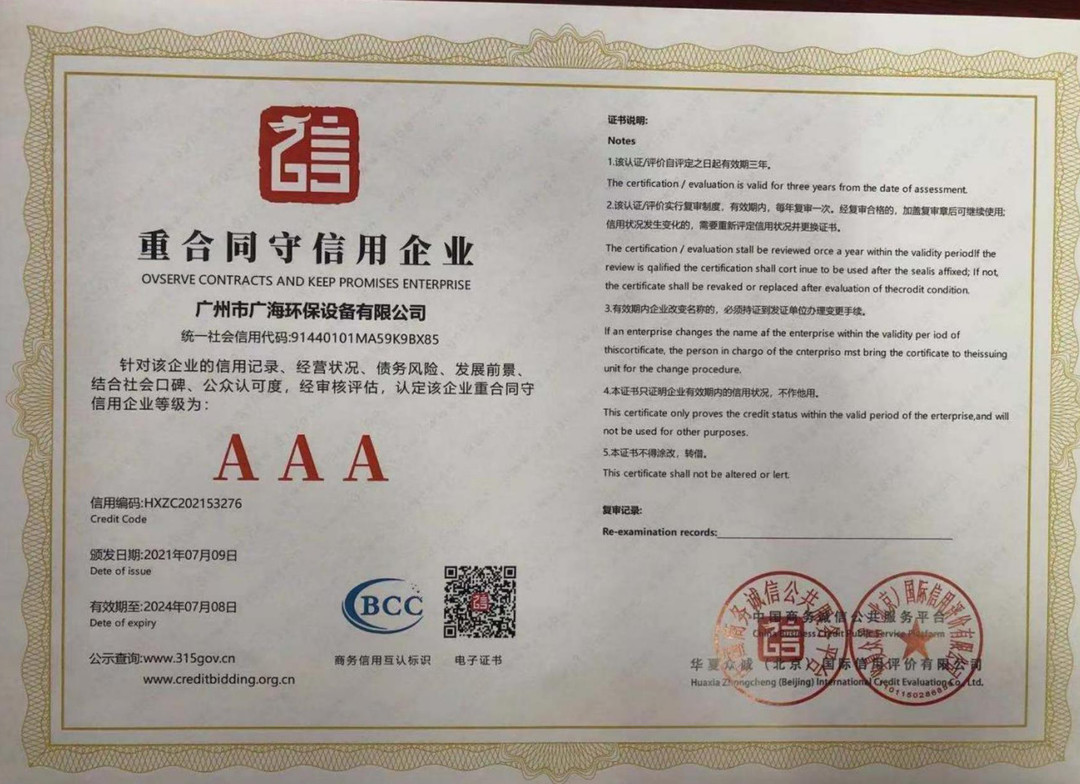 信
重合同守信用企业
OVSERVE CONTRACTS AND KEEP PROMISES ENTERPRISE
广州市广海环保设备有限公司
统一社会信用代码:91440101MA59K9BX85
针对该企业的信用记录、经营状况、债务风险、发展前景、
结合社会口碑、公众认可度，经审核评估，认定该企业重合同守
信用企业等级为：
AAA
信用编码:HXZC202153276
Credit Code
颁发日期:2021年07月09日
Date of issue
有效期至:2024年07月08日
Date of expiry
公示查询:www.315gov.cn
www.creditbidding.org.cn
BCC
商务信用互认标识
电子证书
证书说明:
Notes
1.该认证/评价自评定之日起有效期三年。
The certification / evaluation is valid for three years from the date of assessment.
2.该认证/评价实行复审制度，有效期内，每年复审一次。经复审合格的，加盖复审章后可继续使用;
信用状况发生变化的，需要重新评定信用状况并更换证书。
The certification / evaluation stall be reviewed orce a year within the validity periodIf the
review is qalified the certification shall cort inue to be used after the sealis affixed; If not,
the certificate shall be revaked or replaced after evaluation of thecrodit condition.
3.有效期内企业改变名称的，必须持证到发证单位办理变更手续。
If an enterprise changes the name af the enterprise within the validity per iod of
thiscortificate, the person in chargo of the cnterpriso mst bring the certificate to theissuing
unit for the change procedure.
4.本证书只证明企业有效期内的信用状况，不作他用。
This certificate only proves the credit status within the valid period of the erterprise,and will
not be used for other purposes.
5.本证书不得涂改，转借。
This certificate shall not be altered or lert.
复审记录:
Re-examination records:
中国商务诚信公共服务平台
China Business Credit Public Service Platform
华夏众诚（北京）国际信用评价有限公司
Huaxia Zhongcheng (Beijing) International Credit Evaluation Co., Ltd.